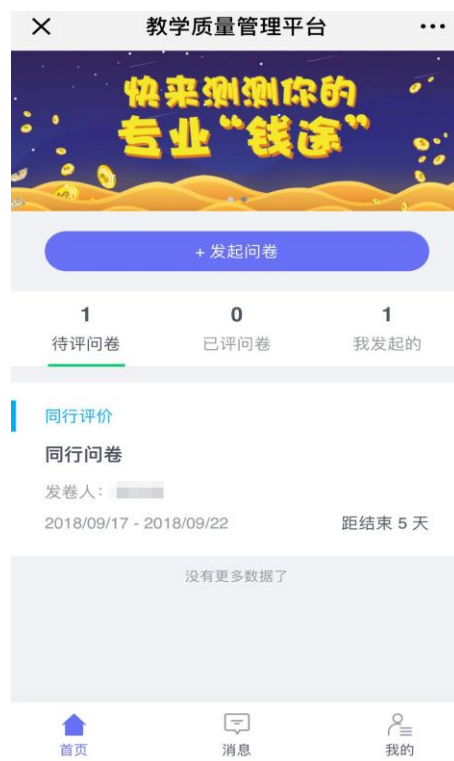 教学质量管理平台
快来测测你的
专业“钱途”
+ 发起问卷
1 0 1
待评问卷 已评问卷 我发起的
同行评价
同行问卷
发卷人：
2018/09/17 - 2018/09/22 距结束 5 天
没有更多数据了
首页 消息 我的